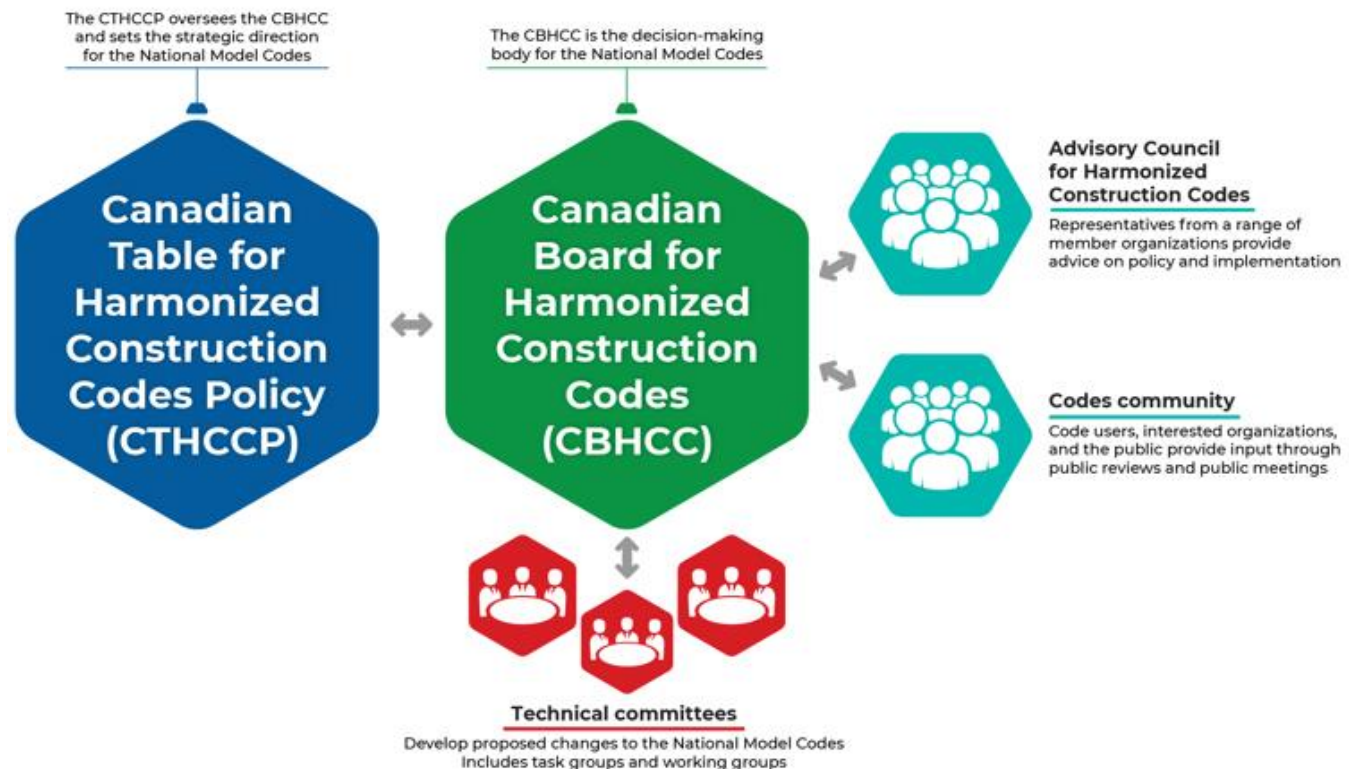 The CTHCCP oversees the CBHCC
and sets the strategic direction
for the National Model Codes
The CBHCC is the decision-making
body for the National Model Codes
Canadian
Table for
Harmonized
Construction
Codes Policy
(CTHCCP)
Canadian
Board for
Harmonized
Construction
Codes
(CBHCC)
Advisory Council
for Harmonized
Construction Codes
Representatives from a range of
member organizations provide
advice on policy and implementation
Codes community
Code users, interested organizations,
and the public provide input through
public reviews and public meetings
Technical committees
Develop proposed changes to the National Model Codes
Includes task groups and working groups